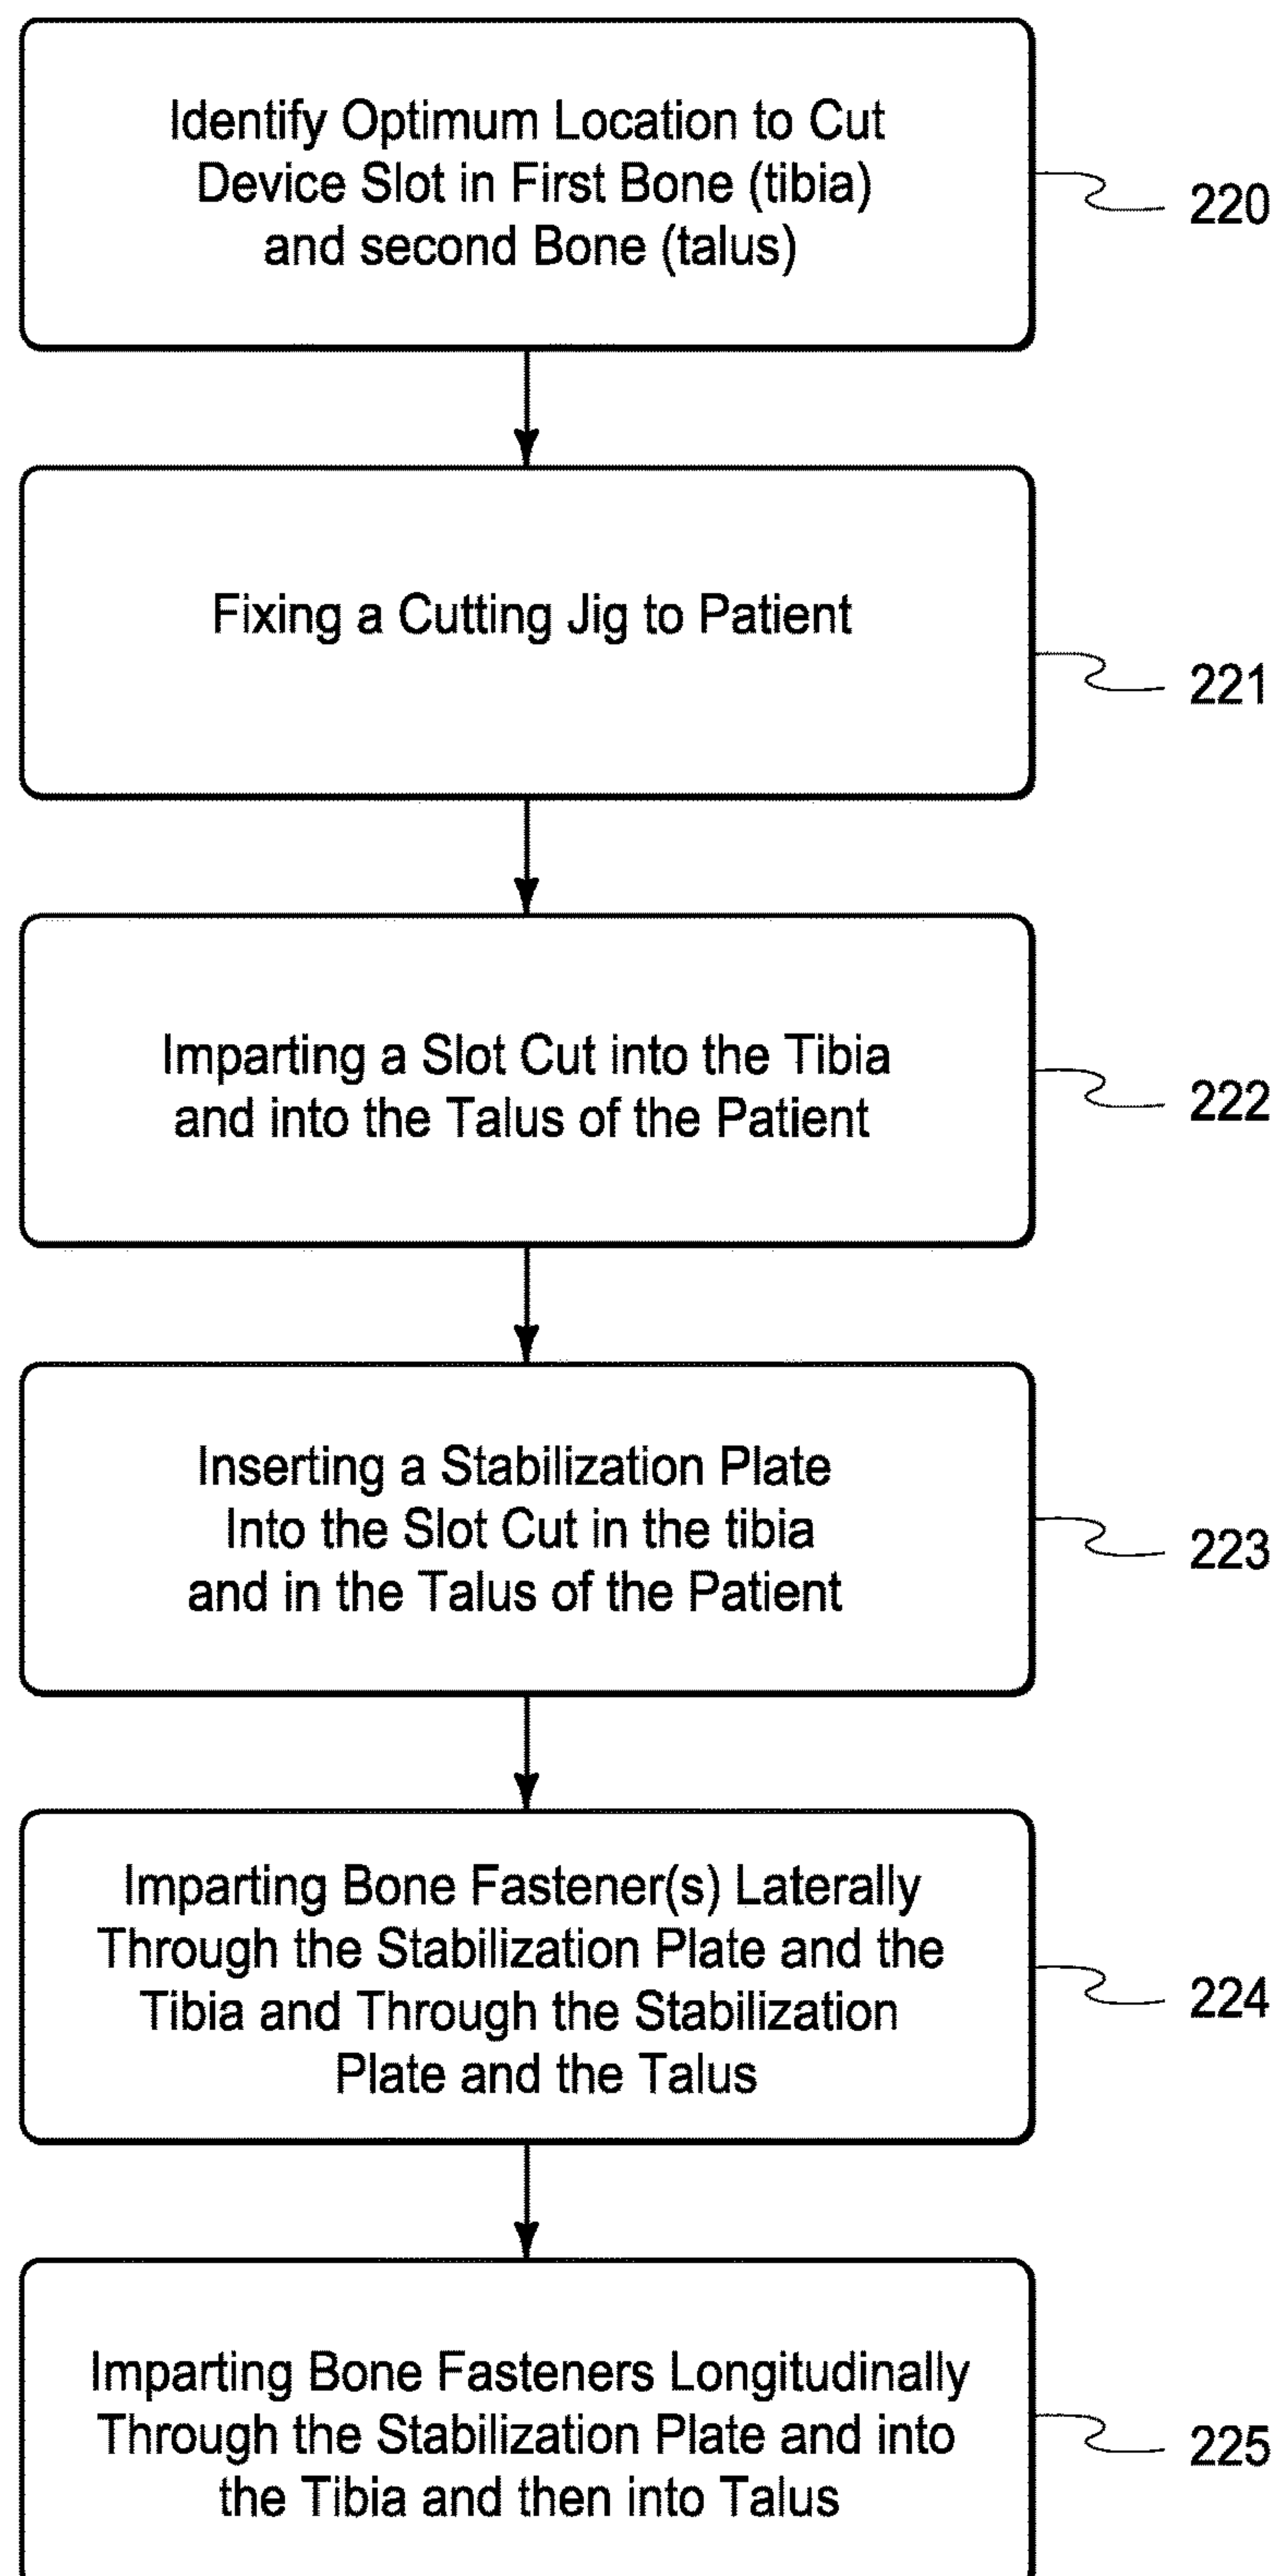 Identify Optimum Location to Cut
Device Slot in First Bone (tibia)
and second Bone (talus)
220
Fixing a Cutting Jig to Patient
221
Imparting a Slot Cut into the Tibia
and into the Talus of the Patient
222
Inserting a Stabilization Plate
Into the Slot Cut in the tibia
and in the Talus of the Patient
223
Imparting Bone Fastener(s) Laterally
Through the Stabilization Plate and the
Tibia and Through the Stabilization
Plate and the Talus
224
Imparting Bone Fasteners Longitudinally
Through the Stabilization Plate and into
the Tibia and then into Talus
225